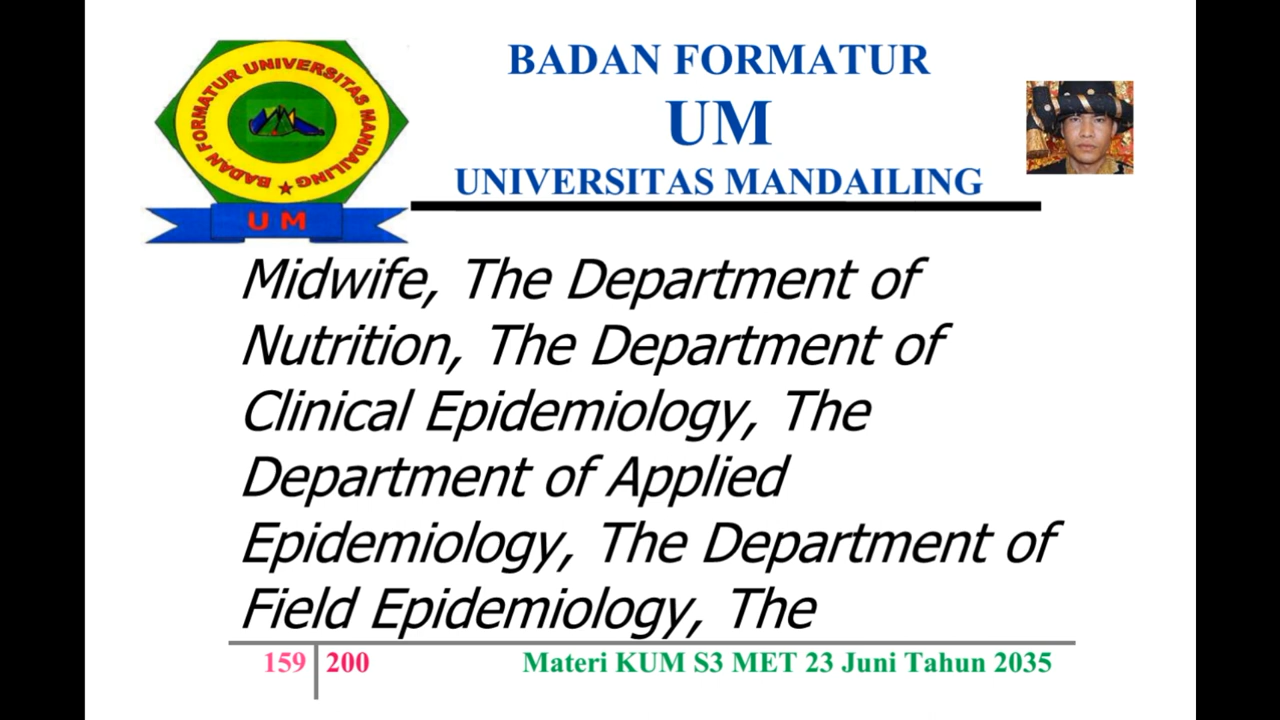 BADAN FORMATUR UNIVERSITAS MANDAILING
U M
BADAN FORMATUR
UM
UNIVERSITAS MANDAILING
Midwife, The Department of
Nutrition, The Department of
Clinical Epidemiology, The
Department of Applied
Epidemiology, The Department of
Field Epidemiology, The
159 200 Materi KUM S3 MET 23 Juni Tahun 2035